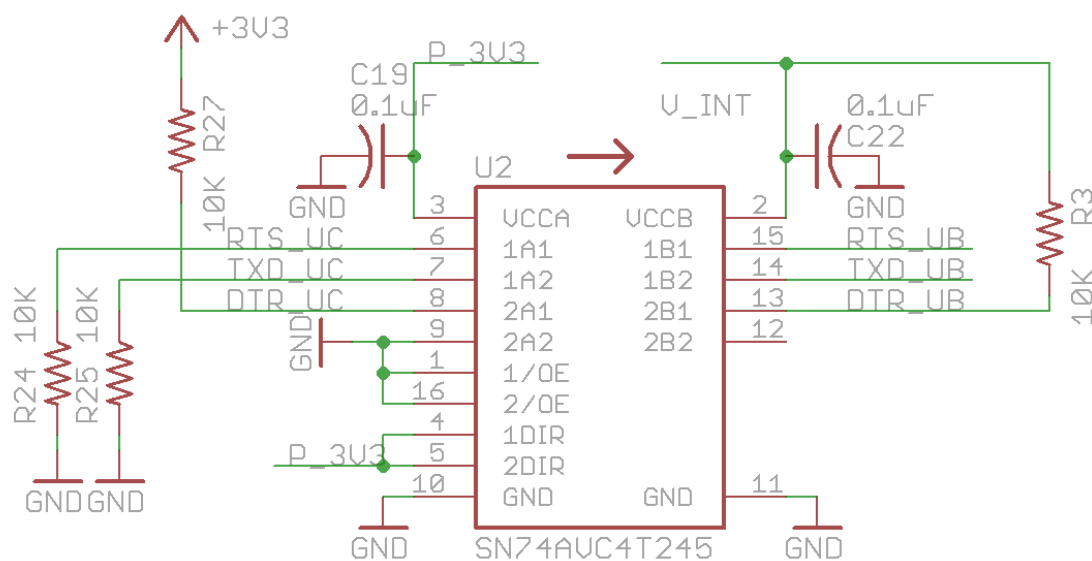 +3V3
P_3V3
C19
0.1uF
V_INT
0.1uF
C22
R27
10K
U2
GND
GND
R3
10K
3 VCCA VCCB 2
RTS_UC 6 1A1 1B1 15 RTS_UB
TXD_UC 7 1A2 1B2 14 TXD_UB
DTR_UC 8 2A1 2B1 13 DTR_UB
GND 9 2A2 2B2 12
1 1/OE
16 2/OE
4 1DIR
P_3V3 5 2DIR
10 GND GND 11
10K
10K
R24
R25
GND
GND
GND
SN74AVC4T245
GND